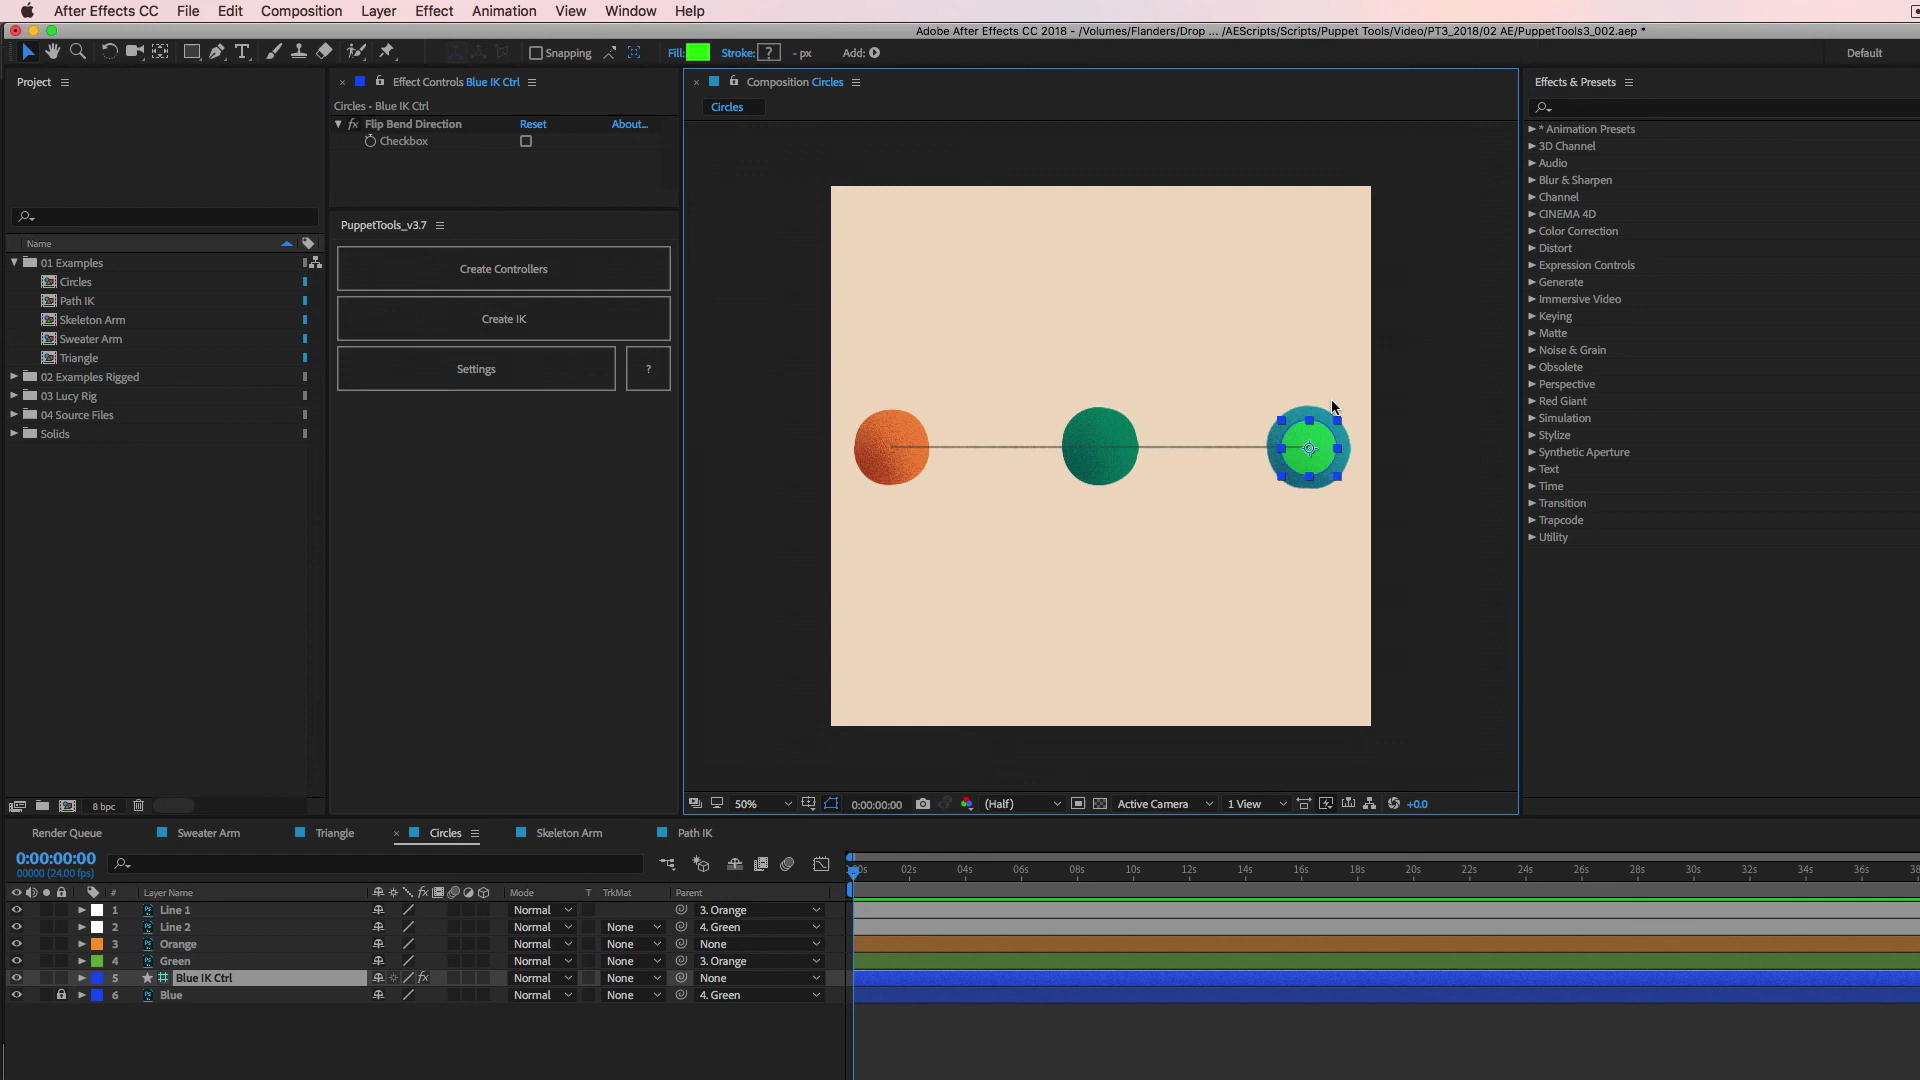 After Effects CC File Edit Composition Layer Effect Animation View Window Help
Adobe After Effects CC 2018 - /Volumes/Flanders/Drop ... /AEScripts/Scripts/Puppet Tools/Video/PT3_2018/02 AE/PuppetTools3_002.aep *
Snapping Fill: Stroke: ? - px Add: Default
Project
Effect Controls Blue IK Ctrl
Composition Circles
Effects & Presets
Circles • Blue IK Ctrl
Circles
fx Flip Bend Direction Reset About...
Checkbox
PuppetTools_v3.7
Create Controllers
Create IK
Settings ?
Name
01 Examples
Circles
Path IK
Skeleton Arm
Sweater Arm
Triangle
02 Examples Rigged
03 Lucy Rig
04 Source Files
Solids
* Animation Presets
3D Channel
Audio
Blur & Sharpen
Channel
CINEMA 4D
Color Correction
Distort
Expression Controls
Generate
Immersive Video
Keying
Matte
Noise & Grain
Obsolete
Perspective
Red Giant
Simulation
Stylize
Synthetic Aperture
Text
Time
Transition
Trapcode
Utility
8 bpc
50% 0:00:00:00 (Half) Active Camera 1 View +0.0
Render Queue Sweater Arm Triangle Circles Skeleton Arm Path IK
0:00:00:00
00000 (24.00 fps)
02s 04s 06s 08s 10s 12s 14s 16s 18s 20s 22s 24s 26s 28s 30s 32s 34s 36s 38
# Layer Name fx Mode T TrkMat Parent
1 Line 1 Normal 3. Orange
2 Line 2 Normal None 4. Green
3 Orange Normal None None
4 Green Normal None 3. Orange
5 Blue IK Ctrl fx Normal None None
6 Blue Normal None 4. Green